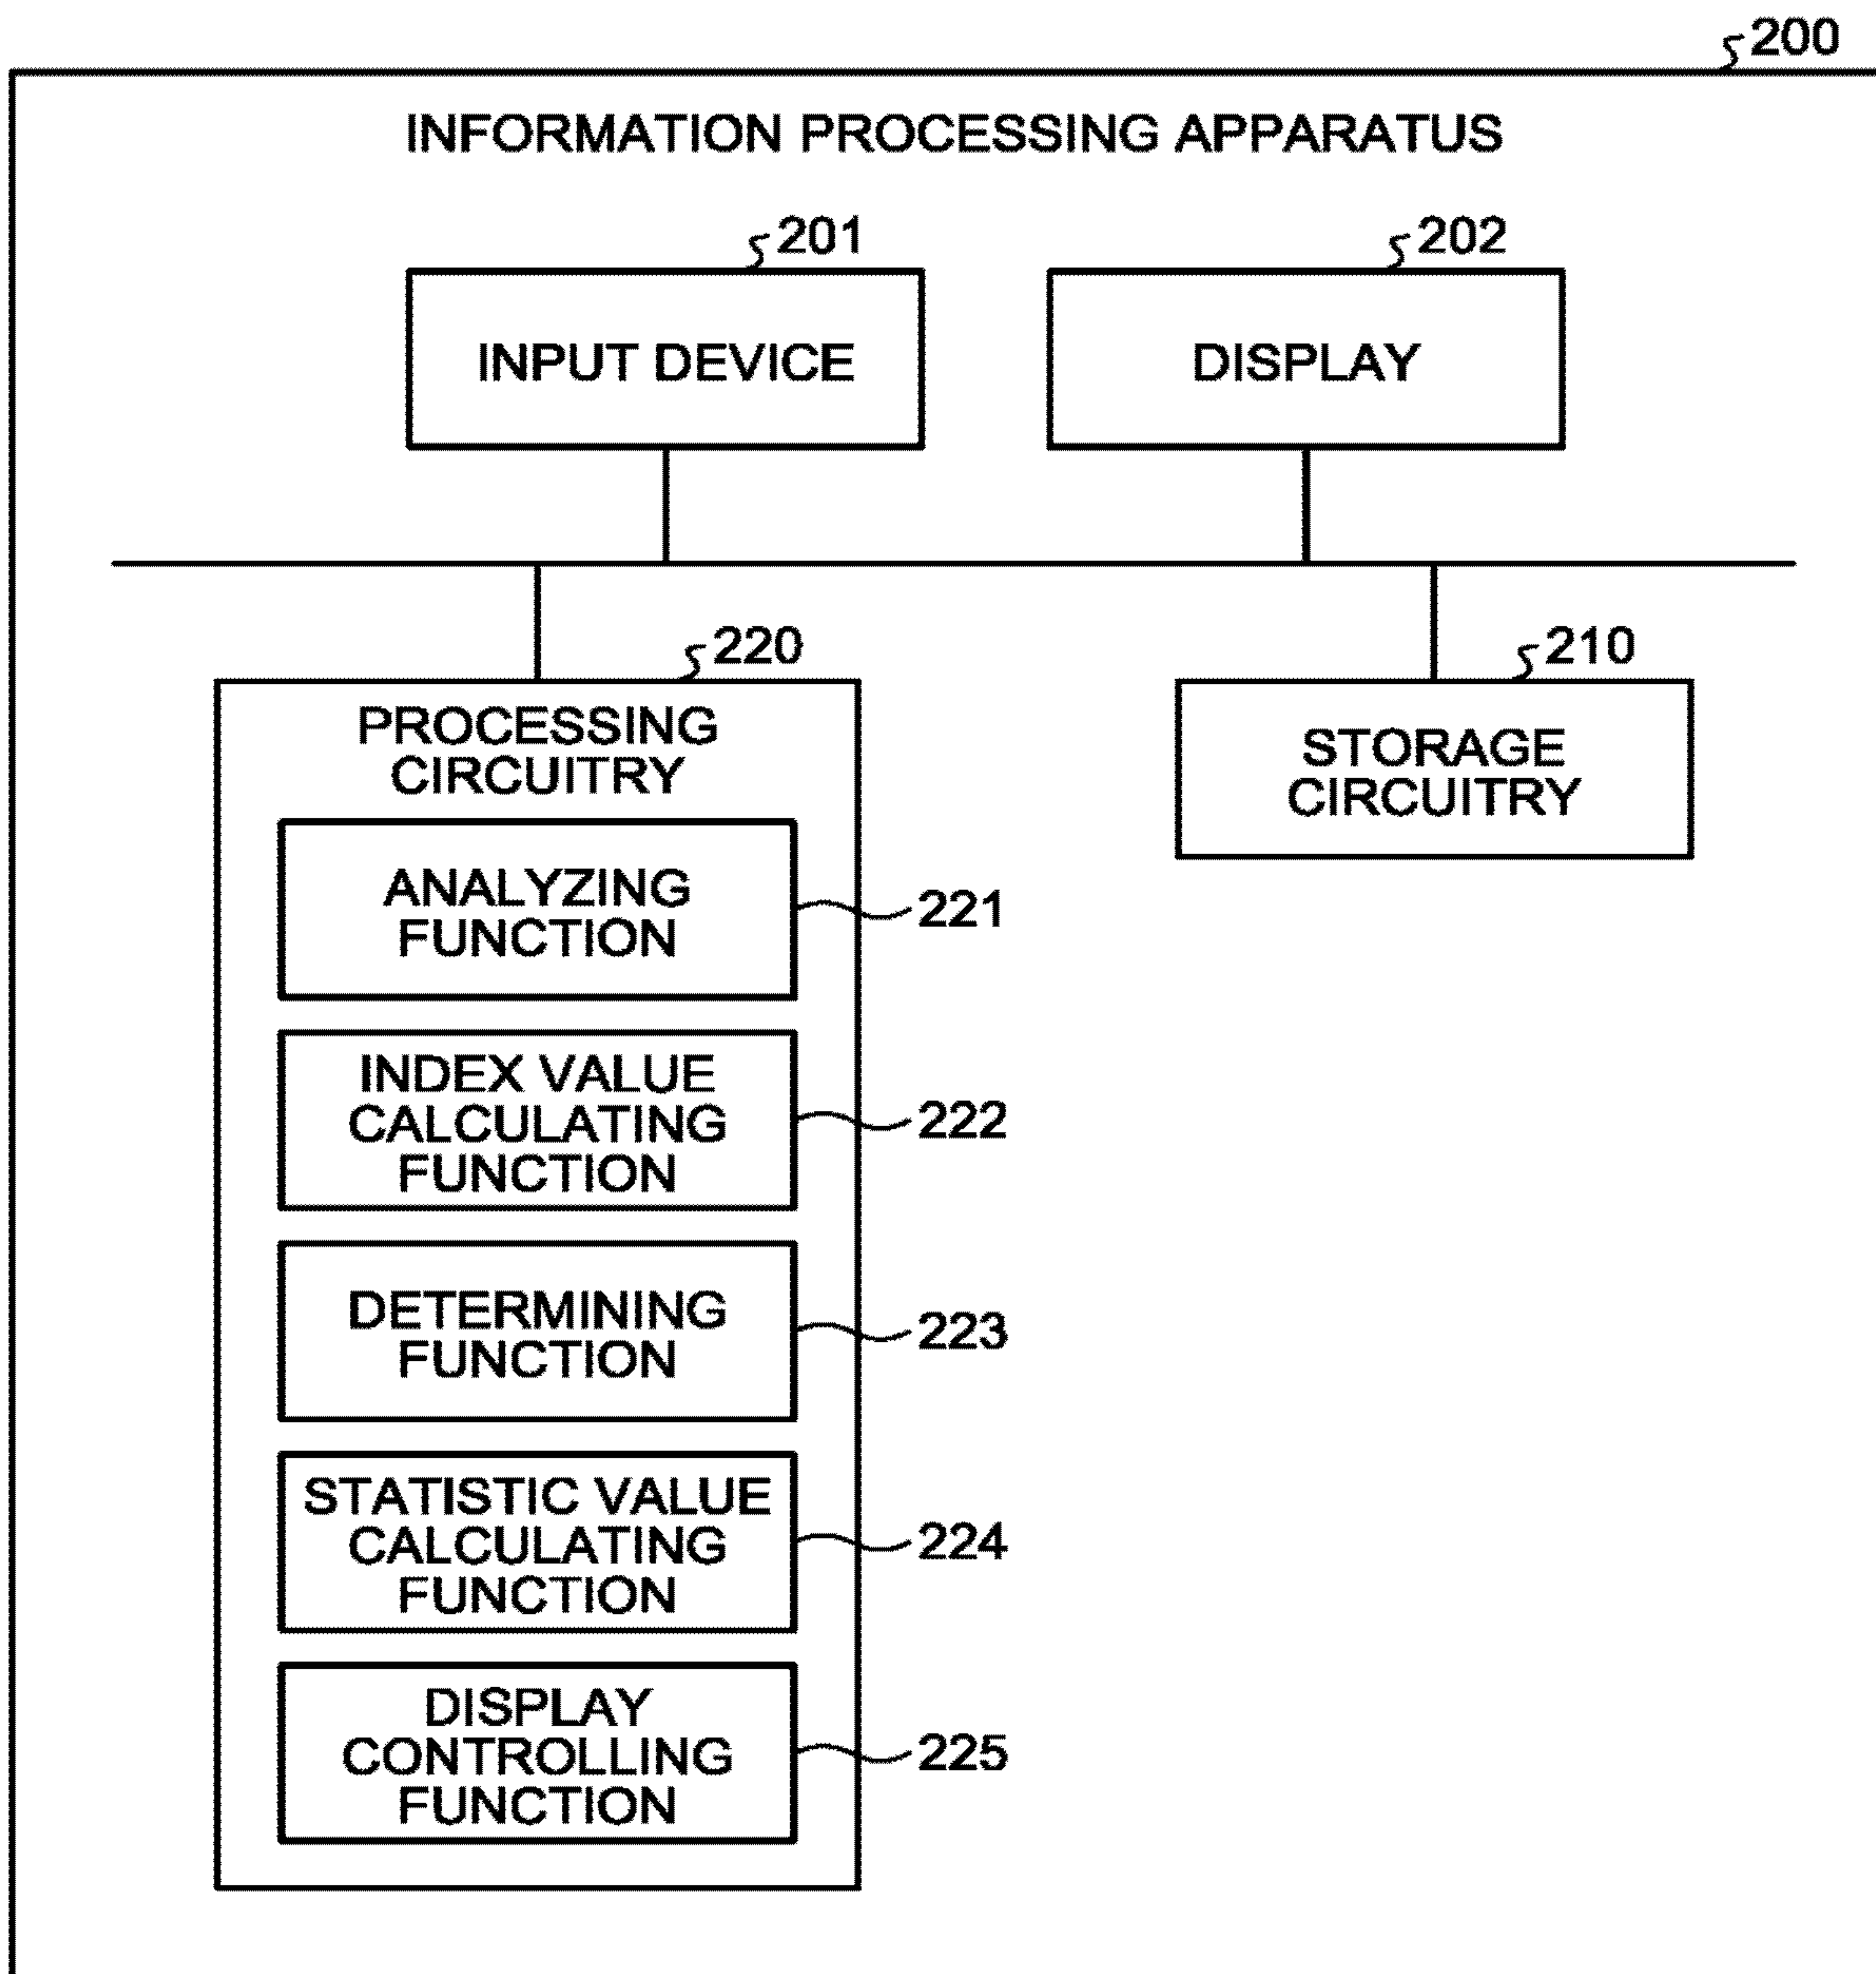 200
INFORMATION PROCESSING APPARATUS
201
202
INPUT DEVICE
DISPLAY
220
210
PROCESSING
CIRCUITRY
STORAGE
CIRCUITRY
ANALYZING
FUNCTION
221
INDEX VALUE
CALCULATING
FUNCTION
222
DETERMINING
FUNCTION
223
STATISTIC VALUE
CALCULATING
FUNCTION
224
DISPLAY
CONTROLLING
FUNCTION
225